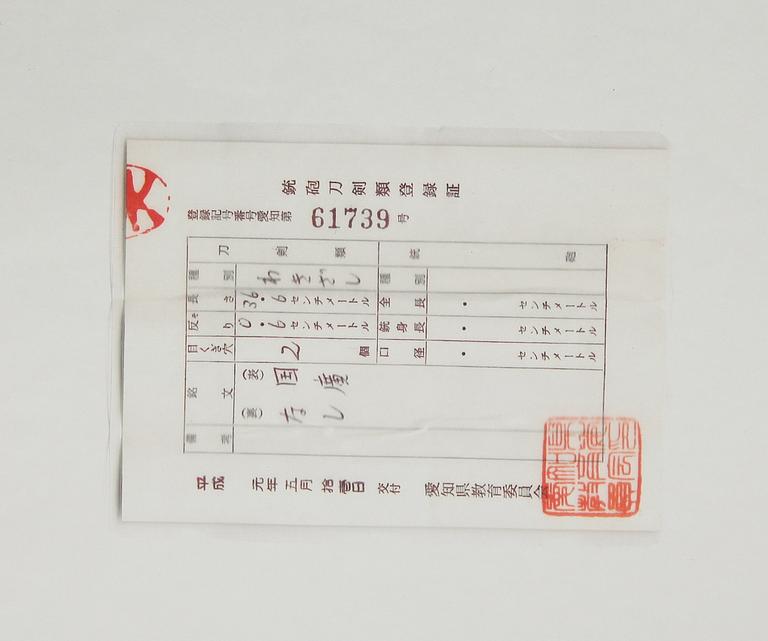 銃砲刀剣類登録証
登録記号番号愛知第 61739 号
刀剣類 銃砲
種別 わきざし 種別
長さ 36.6 センチメートル 全長 ・ センチメートル
反り 0.6 センチメートル 銃身長 ・ センチメートル
目くぎ穴 2 個 口径 ・ センチメートル
銘文 (表) 国廣
(裏) なし
備考
平成元年五月拾壱日交付 愛知県教育委員会